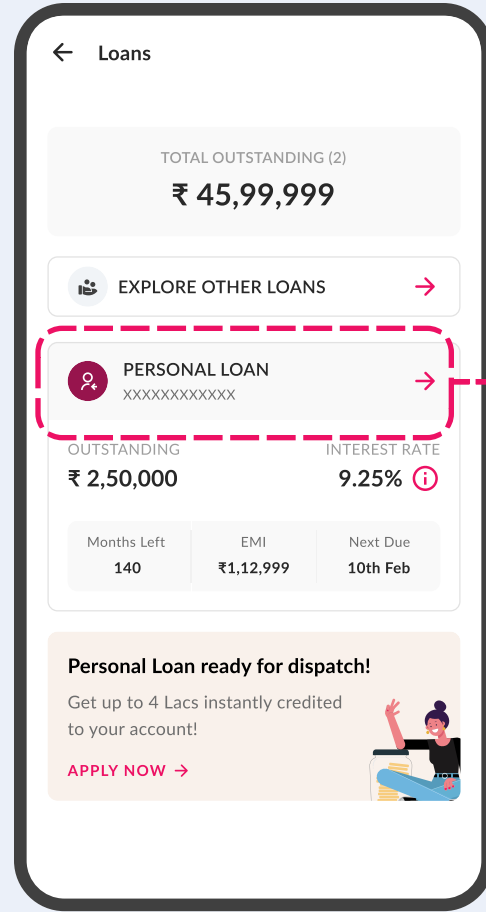 Loans
TOTAL OUTSTANDING (2)
₹ 45,99,999
EXPLORE OTHER LOANS
PERSONAL LOAN
XXXXXXXXXXXX
OUTSTANDING INTEREST RATE
₹ 2,50,000 9.25%
Months Left EMI Next Due
140 ₹1,12,999 10th Feb
Personal Loan ready for dispatch!
Get up to 4 Lacs instantly credited
to your account!
APPLY NOW